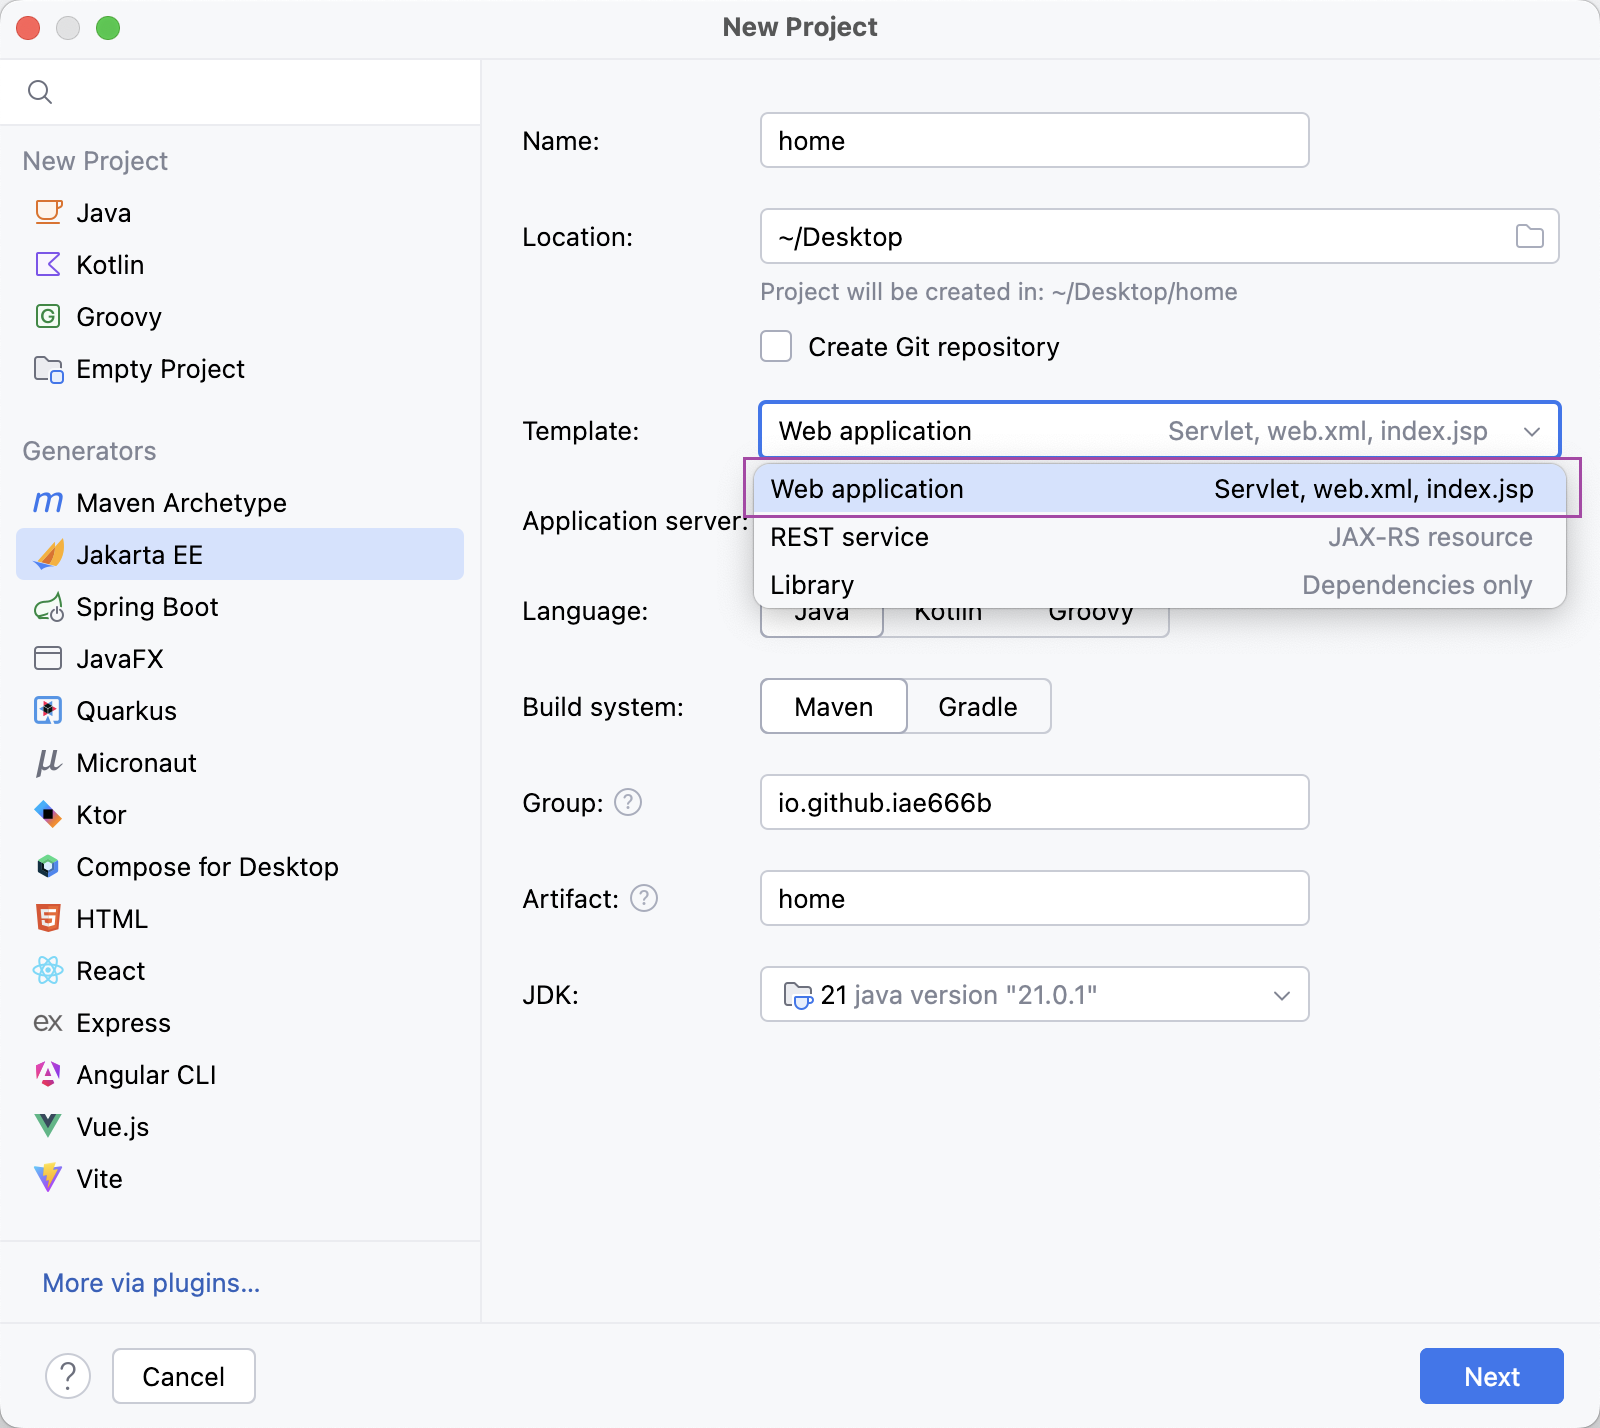 New Project
New Project
Java
Kotlin
Groovy
Empty Project
Generators
Maven Archetype
Jakarta EE
Spring Boot
JavaFX
Quarkus
Micronaut
Ktor
Compose for Desktop
HTML
React
Express
Angular CLI
Vue.js
Vite
More via plugins...
Name: home
Location: ~/Desktop
Project will be created in: ~/Desktop/home
Create Git repository
Template: Web application Servlet, web.xml, index.jsp
Web application Servlet, web.xml, index.jsp
Application server:
REST service JAX-RS resource
Library Dependencies only
Language: Java Kotlin Groovy
Build system: Maven Gradle
Group: ? io.github.iae666b
Artifact: ? home
JDK: 21 java version "21.0.1"
? Cancel Next